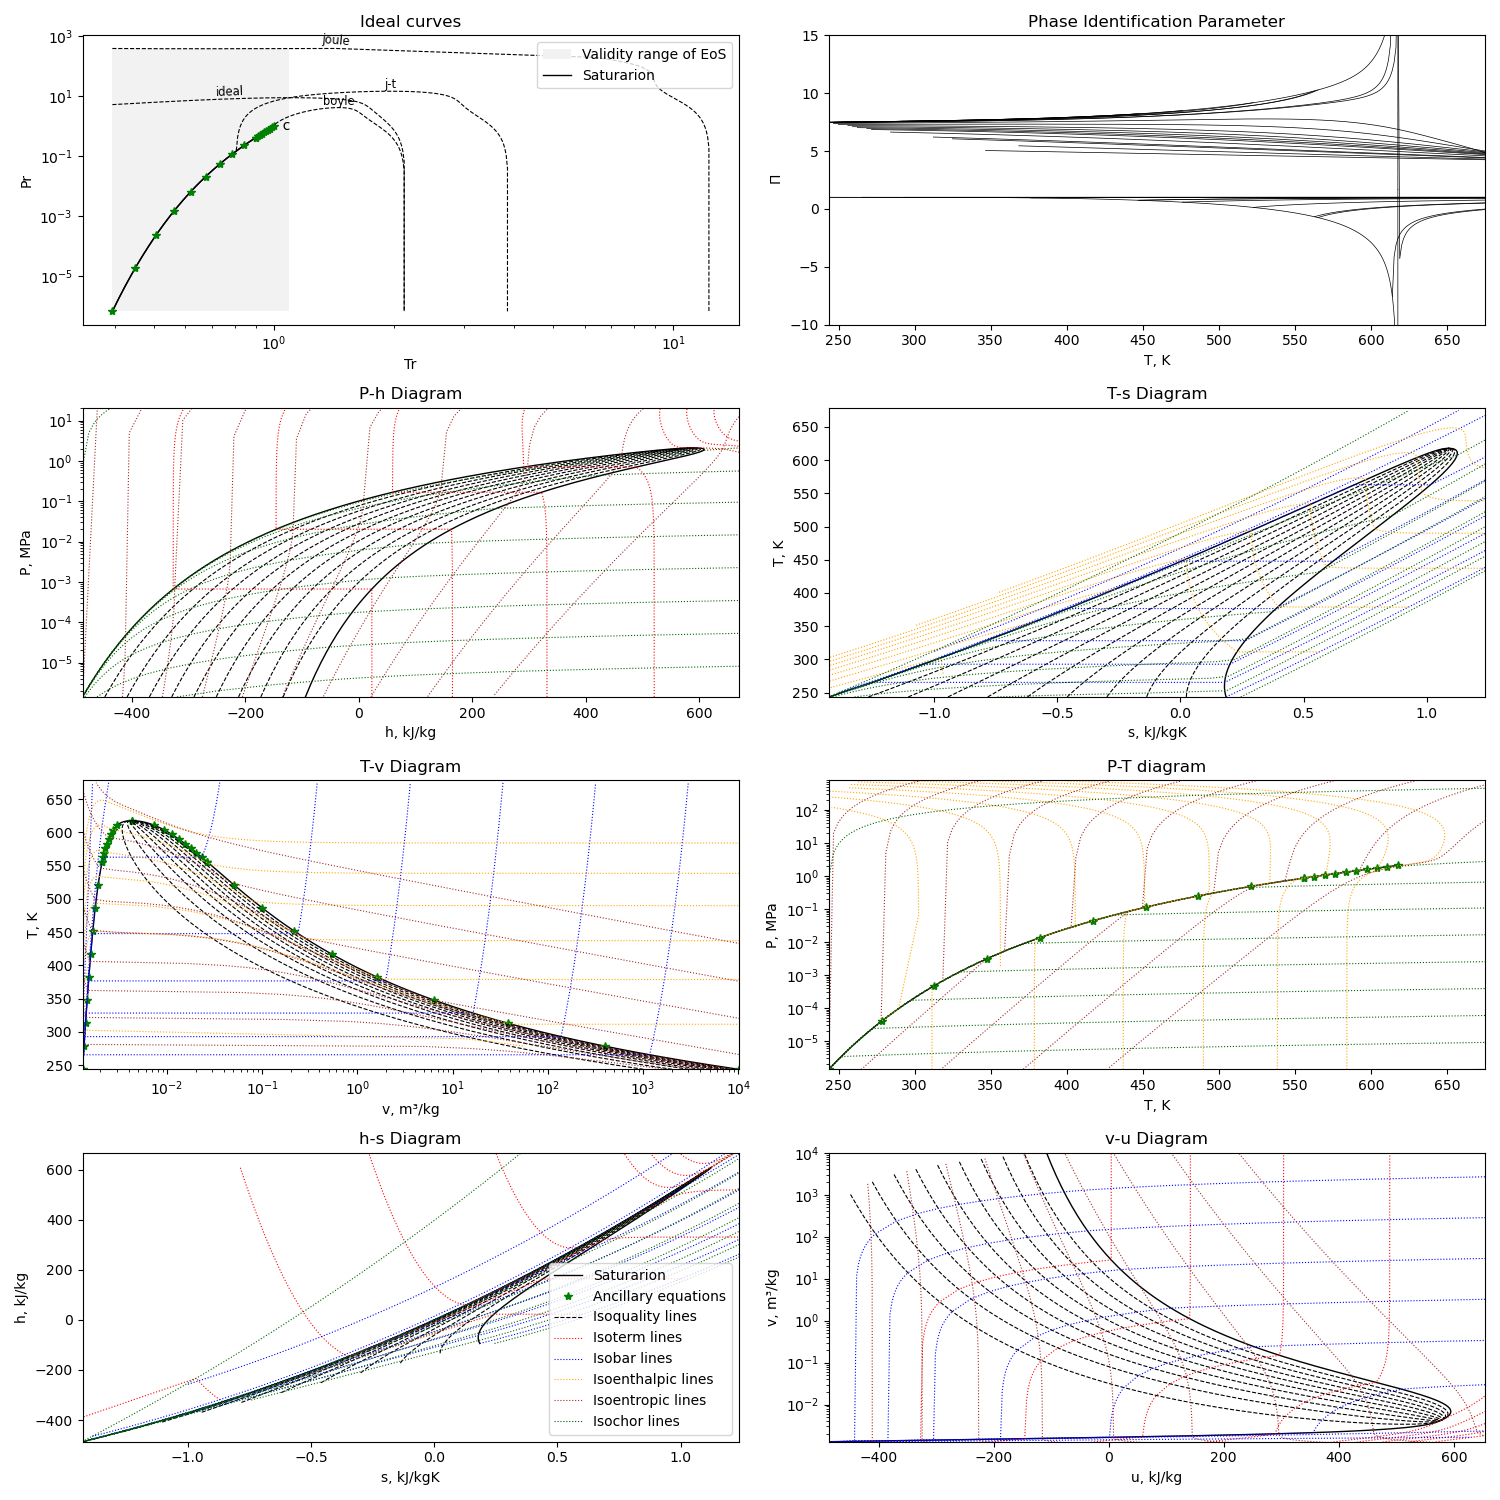 Ideal curves
Pr
10³
10¹
10⁻¹
10⁻³
10⁻⁵
joule
ideal
boyle
j-t
c
Validity range of EoS
Saturarion
10⁰
10¹
Tr
Phase Identification Parameter
Π
15
10
5
0
−5
−10
250
300
350
400
450
500
550
600
650
T, K
P-h Diagram
P, MPa
10¹
10⁰
10⁻¹
10⁻²
10⁻³
10⁻⁴
10⁻⁵
−400
−200
0
200
400
600
h, kJ/kg
T-s Diagram
T, K
650
600
550
500
450
400
350
300
250
−1.0
−0.5
0.0
0.5
1.0
s, kJ/kgK
T-v Diagram
T, K
650
600
550
500
450
400
350
300
250
10⁻²
10⁻¹
10⁰
10¹
10²
10³
10⁴
v, m³/kg
P-T diagram
P, MPa
10²
10¹
10⁰
10⁻¹
10⁻²
10⁻³
10⁻⁴
10⁻⁵
250
300
350
400
450
500
550
600
650
T, K
h-s Diagram
h, kJ/kg
600
400
200
0
−200
−400
Saturarion
Ancillary equations
Isoquality lines
Isoterm lines
Isobar lines
Isoenthalpic lines
Isoentropic lines
Isochor lines
−1.0
−0.5
0.0
0.5
1.0
s, kJ/kgK
v-u Diagram
v, m³/kg
10⁴
10³
10²
10¹
10⁰
10⁻¹
10⁻²
−400
−200
0
200
400
600
u, kJ/kg